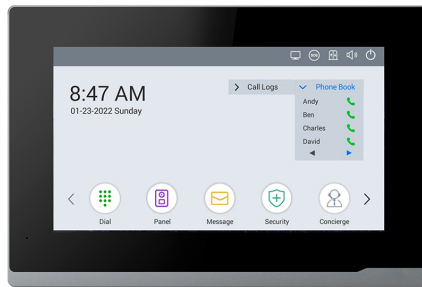 SOS
8:47 AM
01-23-2022 Sunday
Call Logs
Phone Book
Andy
Ben
Charles
David
Dial
Panel
Message
Security
Concierge